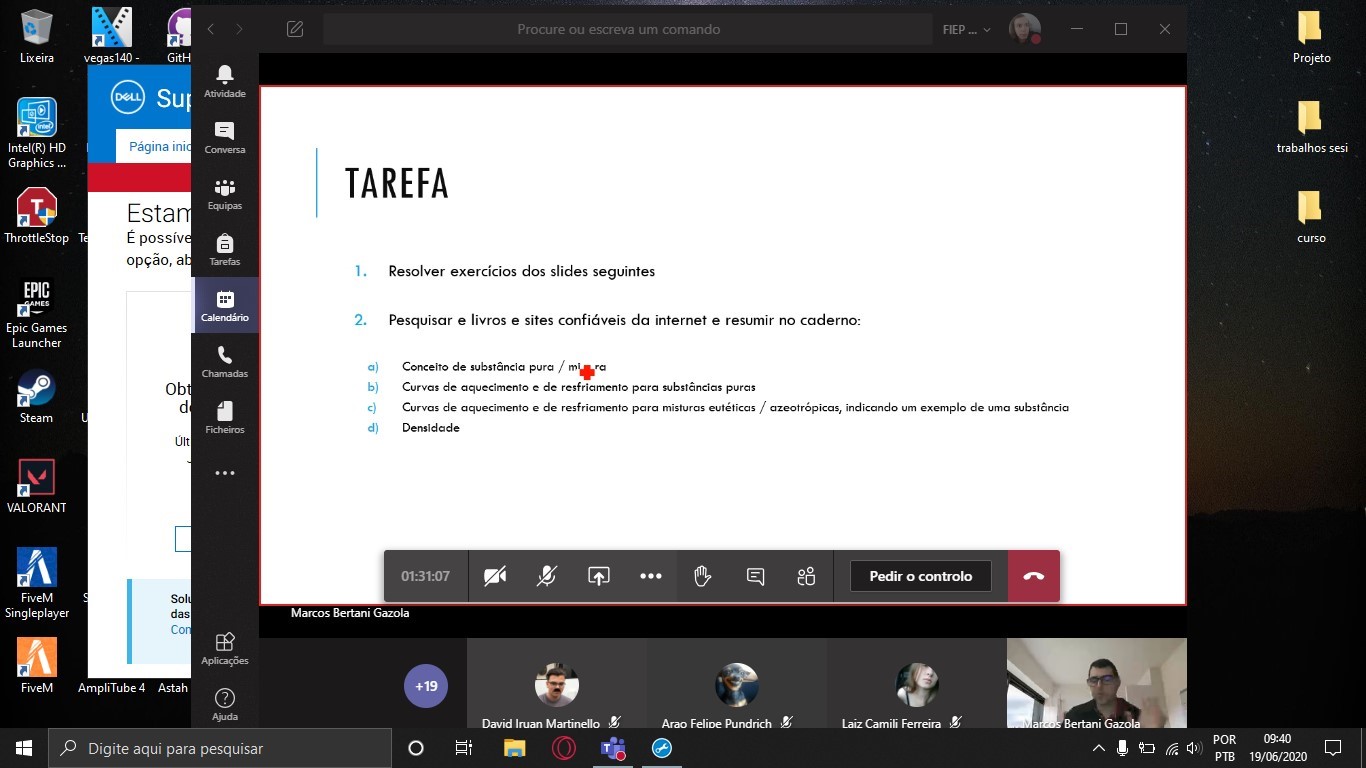 Lixeira
vegas140 -
GitH
Procure ou escreva um comando
FIEP ...
Projeto
DELL
Sup
Intel(R) HD
Graphics ...
Página inic
trabalhos sesi
ThrottleStop
Te
Estam
É possíve
opção, ab
curso
Epic Games
Launcher
EPIC
GAMES
Obt
de
Steam
U
Últ
VALORANT
FiveM
Singleplayer
S
Solu
das
Con
FiveM
AmpliTube 4
Astah
Atividade
Conversa
Equipas
Tarefas
Calendário
Chamadas
Ficheiros
Aplicações
Ajuda
TAREFA
1. Resolver exercícios dos slides seguintes
2. Pesquisar e livros e sites confiáveis da internet e resumir no caderno:
a) Conceito de substância pura / mi ra
b) Curvas de aquecimento e de resfriamento para substâncias puras
c) Curvas de aquecimento e de resfriamento para misturas eutéticas / azeotrópicas, indicando um exemplo de uma substância
d) Densidade
01:31:07
Pedir o controlo
Marcos Bertani Gazola
+19
David Iruan Martinello
Arao Felipe Pundrich
Laiz Camili Ferreira
Marcos Bertani Gazola
Digite aqui para pesquisar
POR
PTB
09:40
19/06/2020